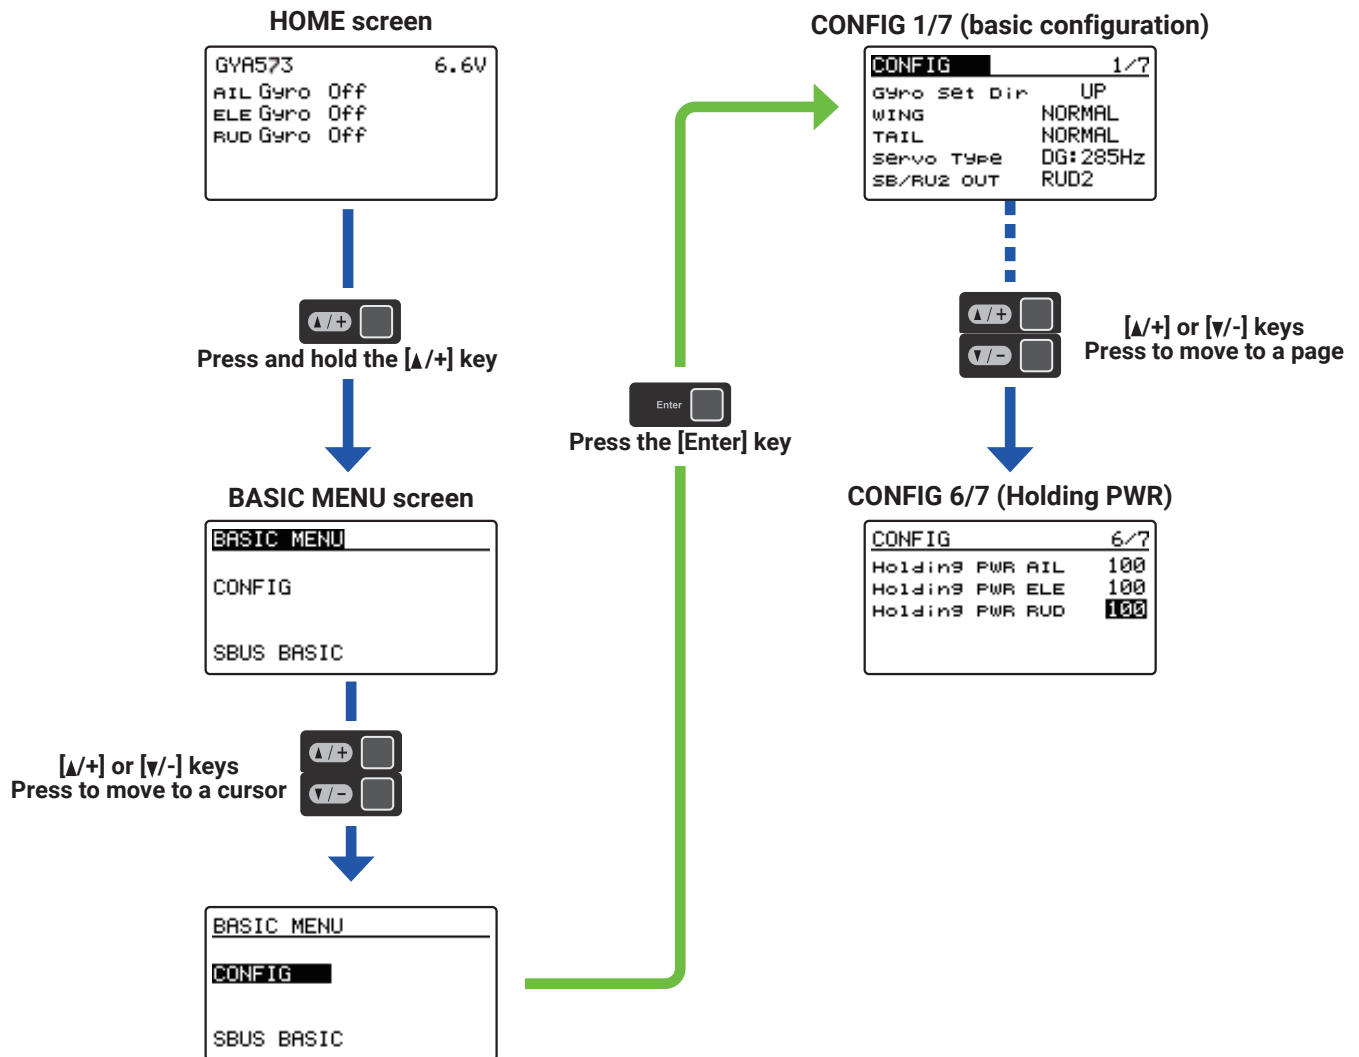 HOME screen
GYA573 6.6V
AIL Gyro Off
ELE Gyro Off
RUD Gyro Off
▲/+
Press and hold the [▲/+] key
BASIC MENU screen
BASIC MENU
CONFIG
SBUS BASIC
[▲/+] or [▼/-] keys
Press to move to a cursor
▲/+
▼/−
BASIC MENU
CONFIG
SBUS BASIC
Enter
Press the [Enter] key
CONFIG 1/7 (basic configuration)
CONFIG 1/7
Gyro Set Dir UP
WING NORMAL
TAIL NORMAL
Servo Type DG:285Hz
SB/RU2 OUT RUD2
▲/+
▼/−
[▲/+] or [▼/-] keys
Press to move to a page
CONFIG 6/7 (Holding PWR)
CONFIG 6/7
Holding PWR AIL 100
Holding PWR ELE 100
Holding PWR RUD 100